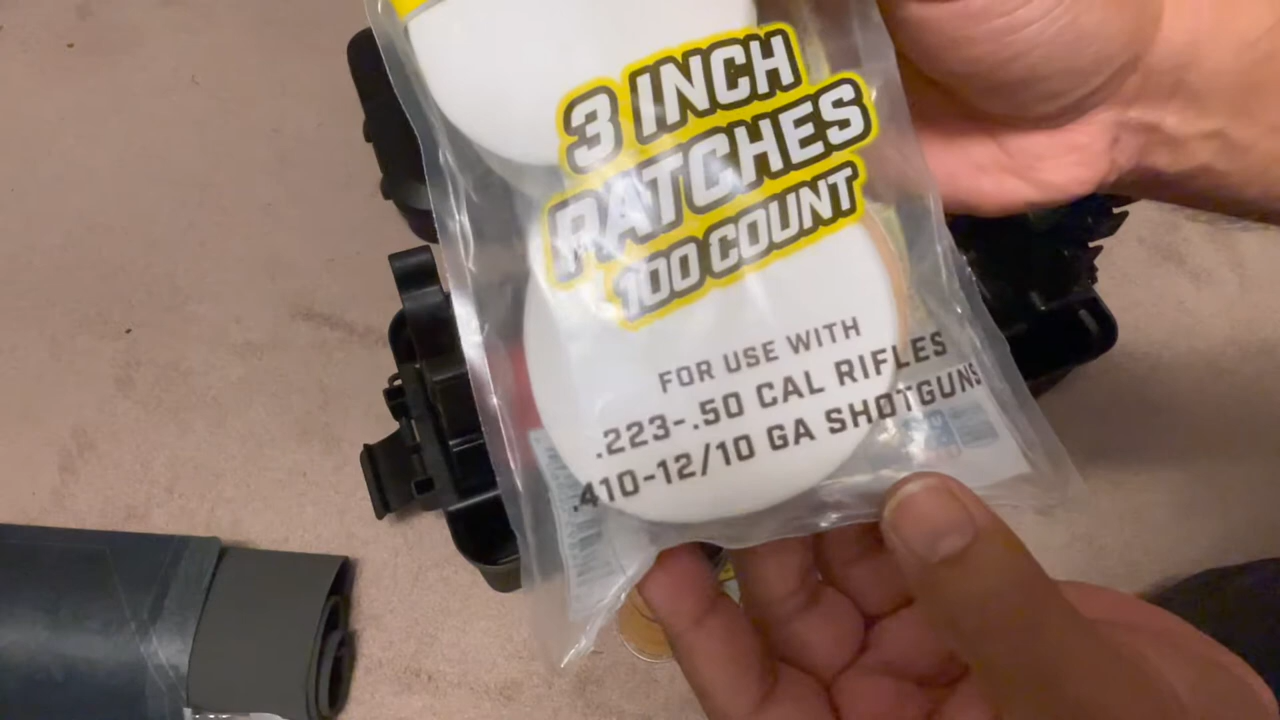 3 INCH
PATCHES
100 COUNT
FOR USE WITH
.223-.50 CAL RIFLES
.410-12/10 GA SHOTGUNS